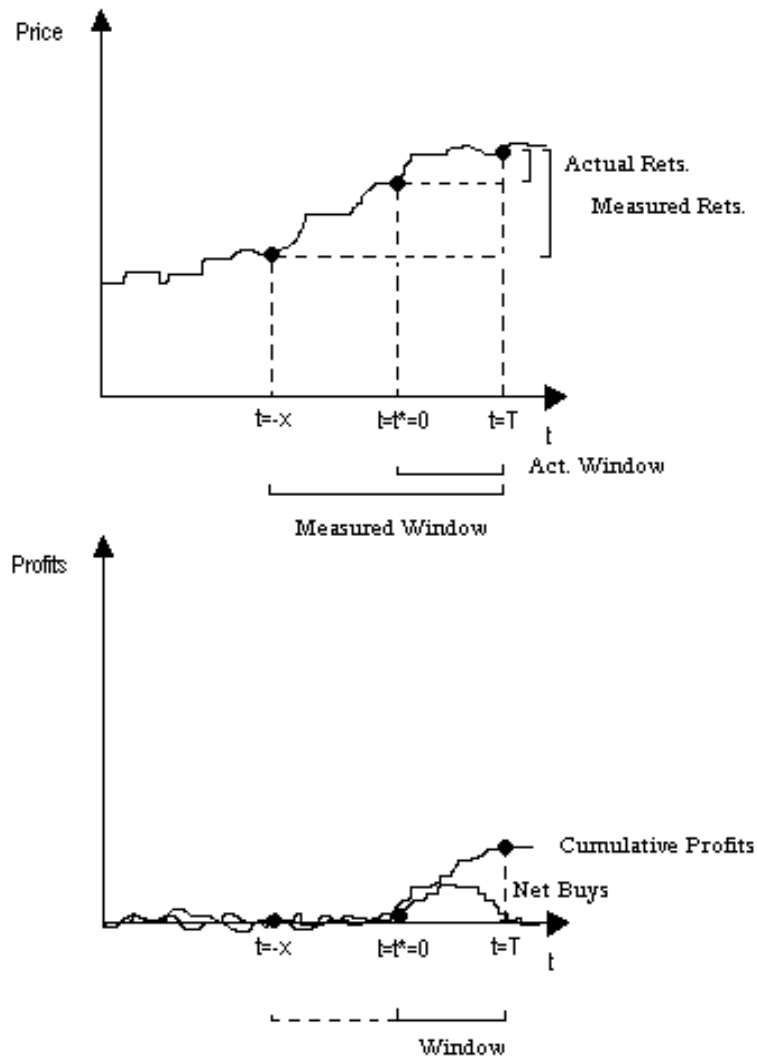 Price
Actual Rets.
Measured Rets.
t=-x
t=t*=0
t=T
t
Act. Window
Measured Window
Profits
Cumulative Profits
Net Buys
t=-x
t=t*=0
t=T
t
Window